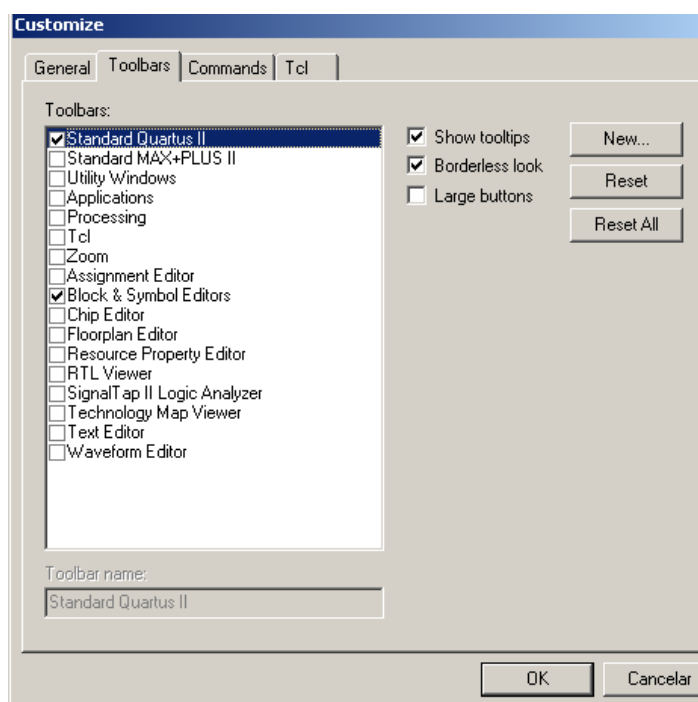 Customize
General Toolbars Commands Tcl
Toolbars:
Standard Quartus II
Standard MAX+PLUS II
Utility Windows
Applications
Processing
Tcl
Zoom
Assignment Editor
Block & Symbol Editors
Chip Editor
Floorplan Editor
Resource Property Editor
RTL Viewer
SignalTap II Logic Analyzer
Technology Map Viewer
Text Editor
Waveform Editor
Show tooltips
Borderless look
Large buttons
New...
Reset
Reset All
Toolbar name:
Standard Quartus II
OK Cancelar